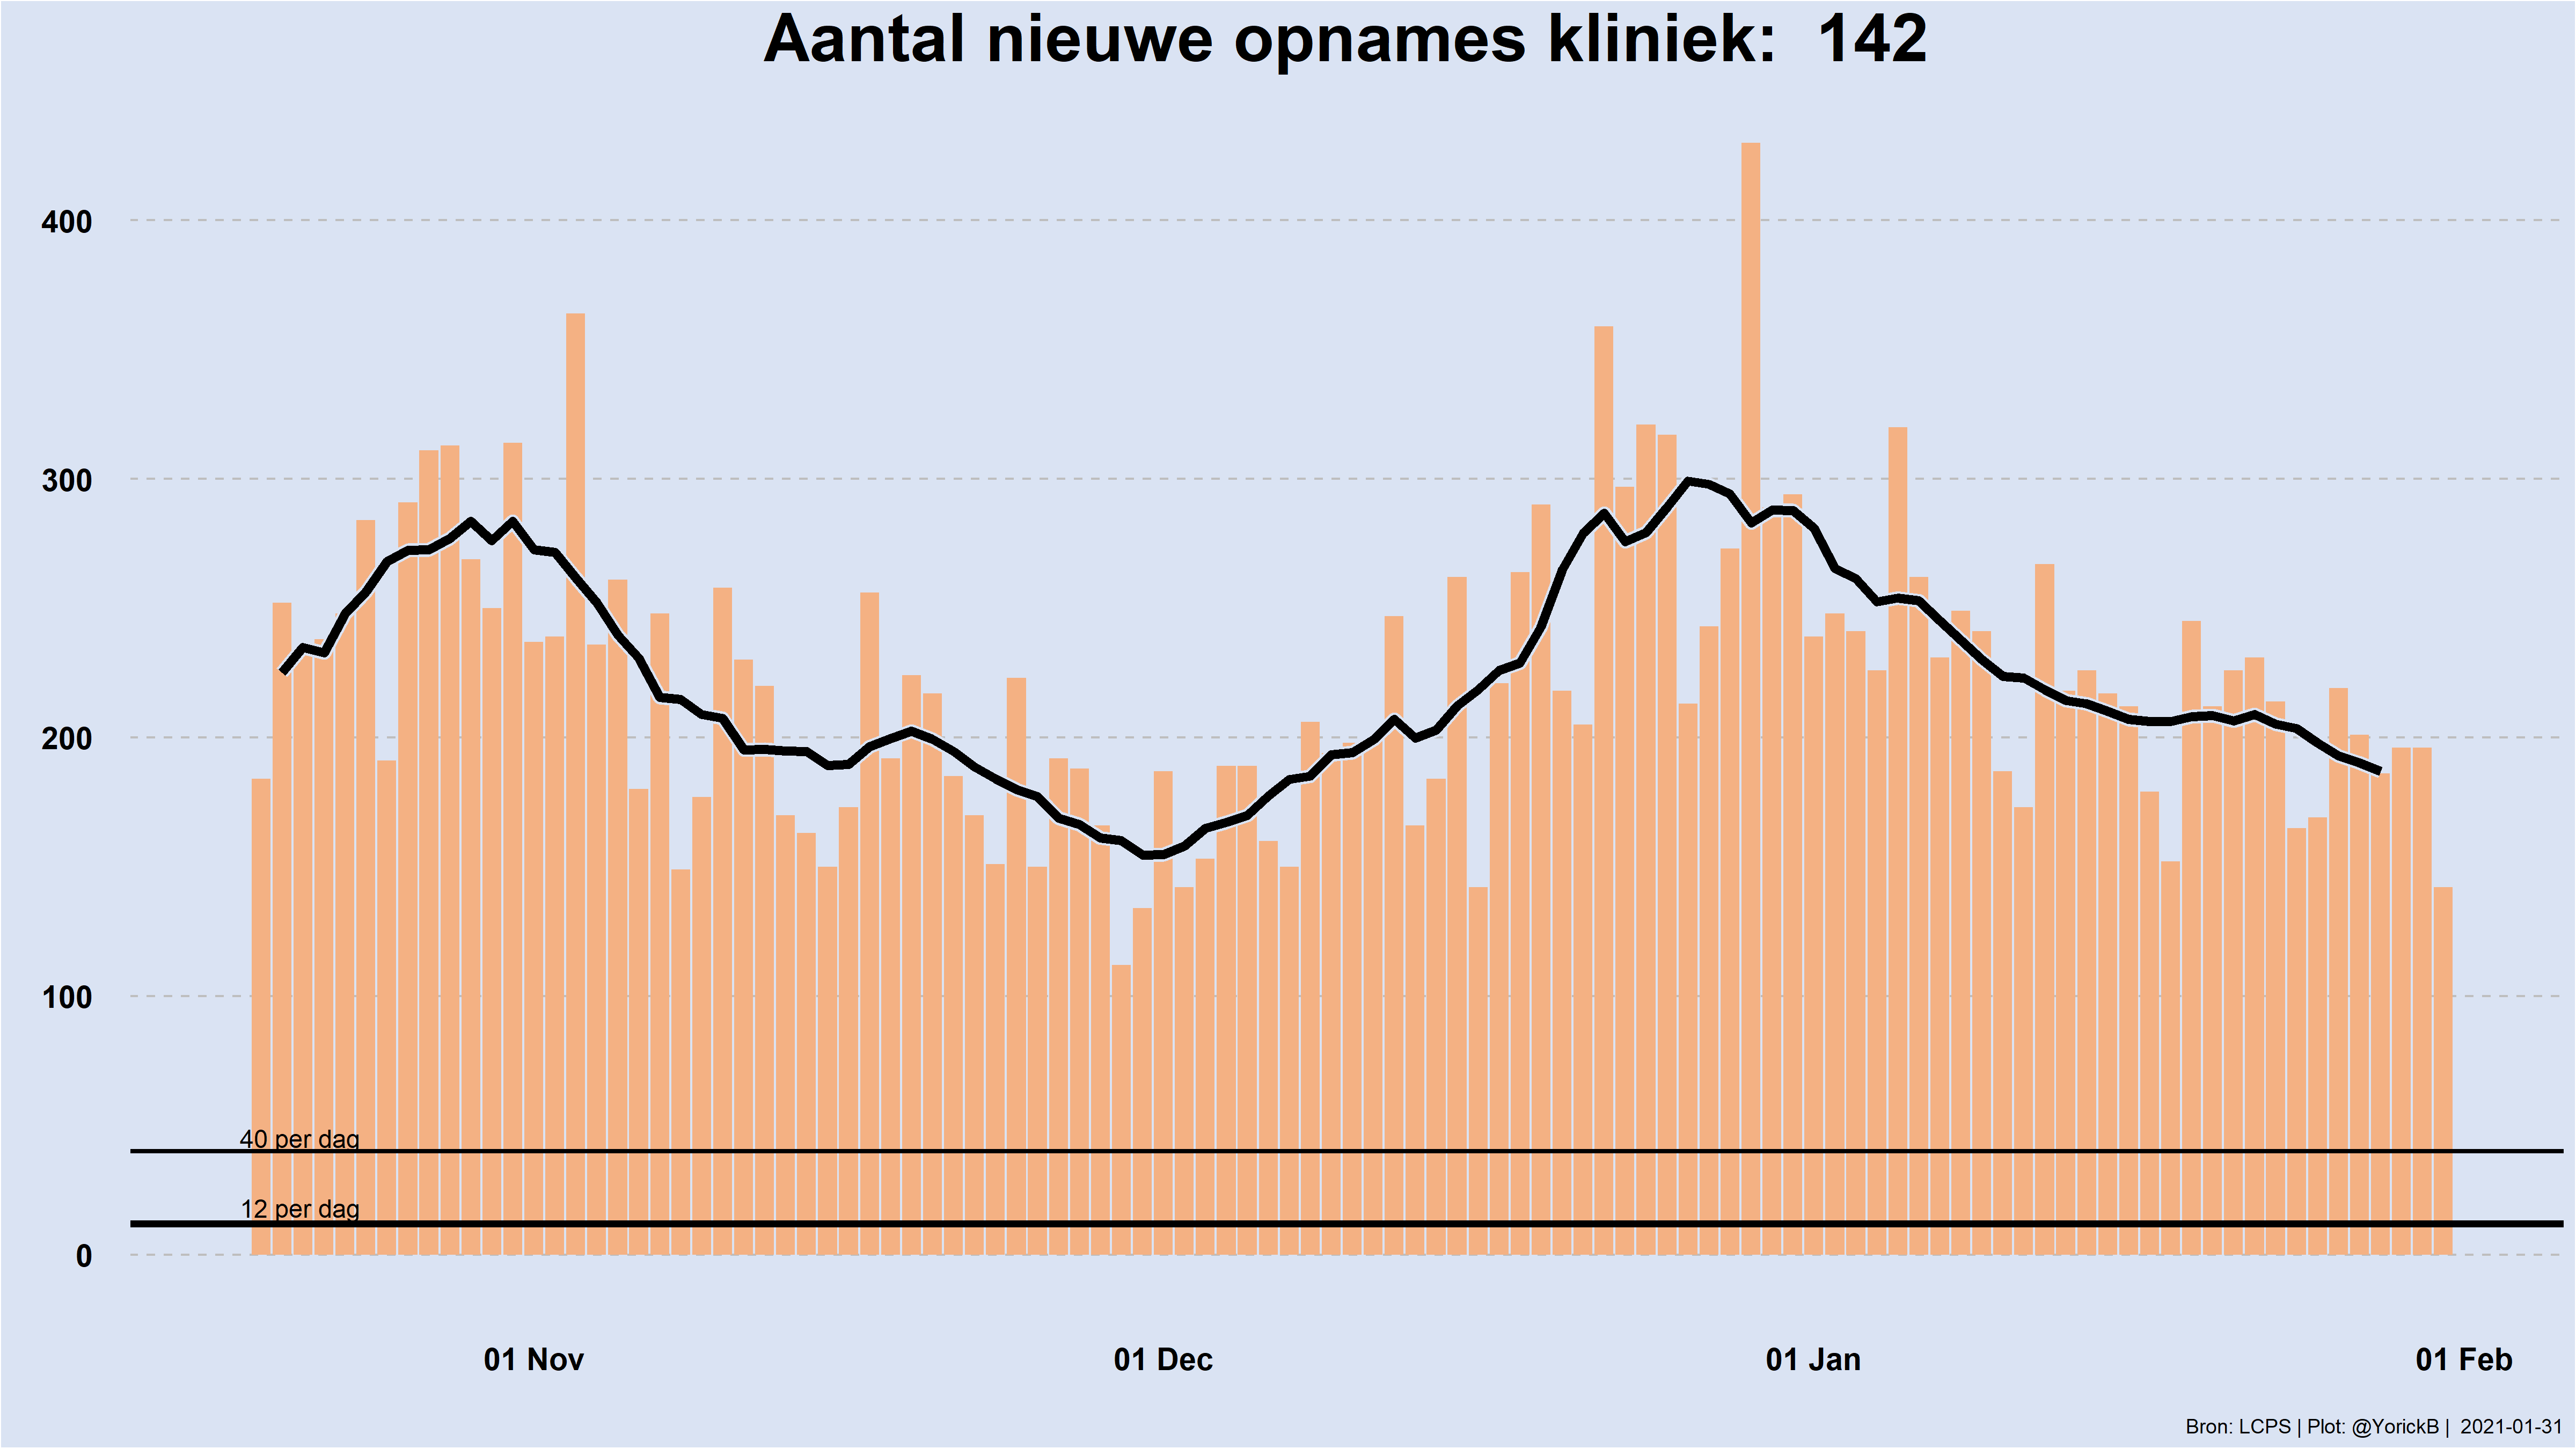 Aantal nieuwe opnames kliniek: 142
400
300
200
100
40 per dag
12 per dag
0
01 Nov 01 Dec 01 Jan 01 Feb
Bron: LCPS | Plot: @YorickB | 2021-01-31